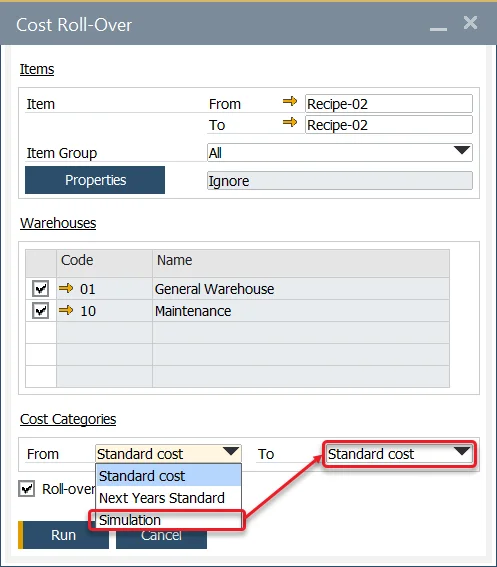 Cost Roll-Over
Items
Item From Recipe-02
To Recipe-02
Item Group All
Properties Ignore
Warehouses
Code Name
01 General Warehouse
10 Maintenance
Cost Categories
From Standard cost To Standard cost
Standard cost
Roll-over Next Years Standard
Simulation
Run Cancel